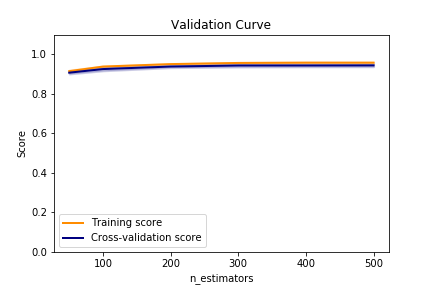 Validation Curve
1.0
0.8
0.6
0.4
0.2
0.0
Score
Training score
Cross-validation score
100
200
300
400
500
n_estimators